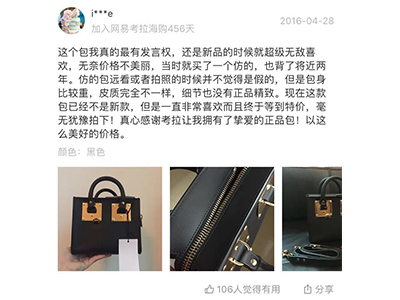 i***e
2016-04-28
加入网易考拉海购456天
这个包我真的最有发言权，还是新品的时候就超级无敌喜
欢，无奈价格不美丽，当时就买了一个仿的，也背了将近两
年。仿的包远看或者拍照的时候并不觉得是假的，但是包身
比较重，皮质完全不一样，细节也没有正品精致。现在这款
包已经不是新款，但是一直非常喜欢而且终于等到特价，毫
无犹豫拍下！真心感谢考拉让我拥有了挚爱的正品包！以这
么美好的价格。
颜色：黑色
106人觉得有用
分享